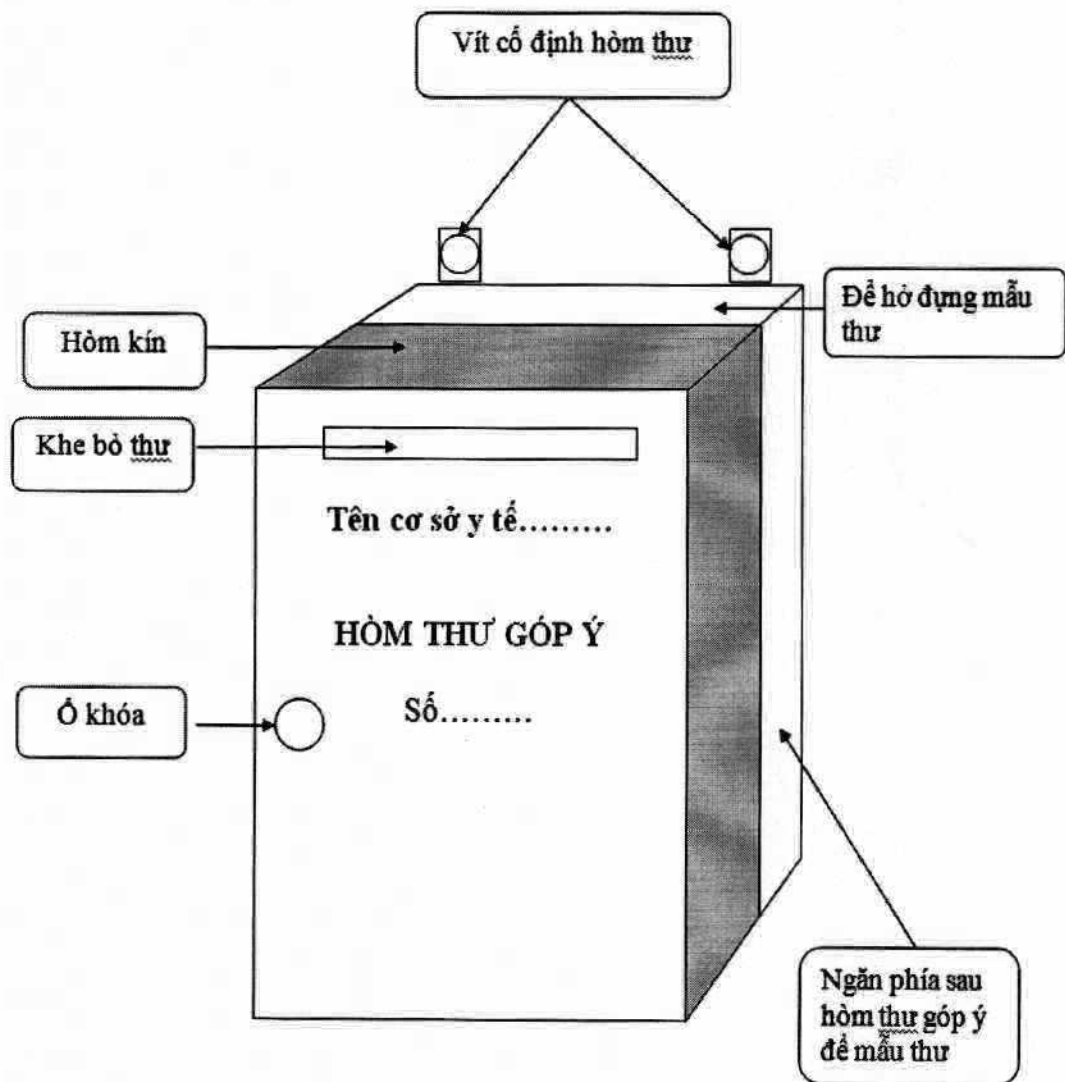 Vít cố định hòm thư
Để hở đựng mẫu
thư
Hòm kín
Khe bỏ thư
Tên cơ sở y tế.........
HÒM THƯ GÓP Ý
Số.........
Ổ khóa
Ngăn phía sau
hòm thư góp ý
để mẫu thư